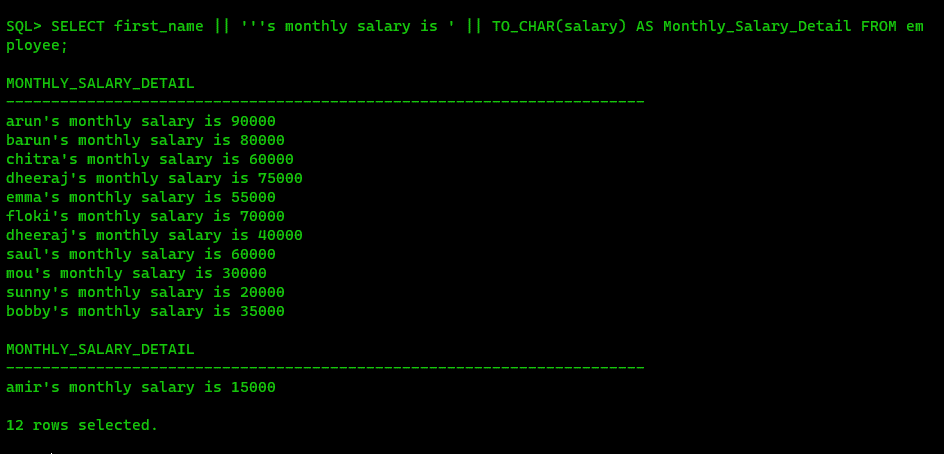 SQL> SELECT first_name || '''s monthly salary is ' || TO_CHAR(salary) AS Monthly_Salary_Detail FROM em
ployee;
MONTHLY_SALARY_DETAIL
-----------------------------------------------------------------------
arun's monthly salary is 90000
barun's monthly salary is 80000
chitra's monthly salary is 60000
dheeraj's monthly salary is 75000
emma's monthly salary is 55000
floki's monthly salary is 70000
dheeraj's monthly salary is 40000
saul's monthly salary is 60000
mou's monthly salary is 30000
sunny's monthly salary is 20000
bobby's monthly salary is 35000
MONTHLY_SALARY_DETAIL
-----------------------------------------------------------------------
amir's monthly salary is 15000
12 rows selected.